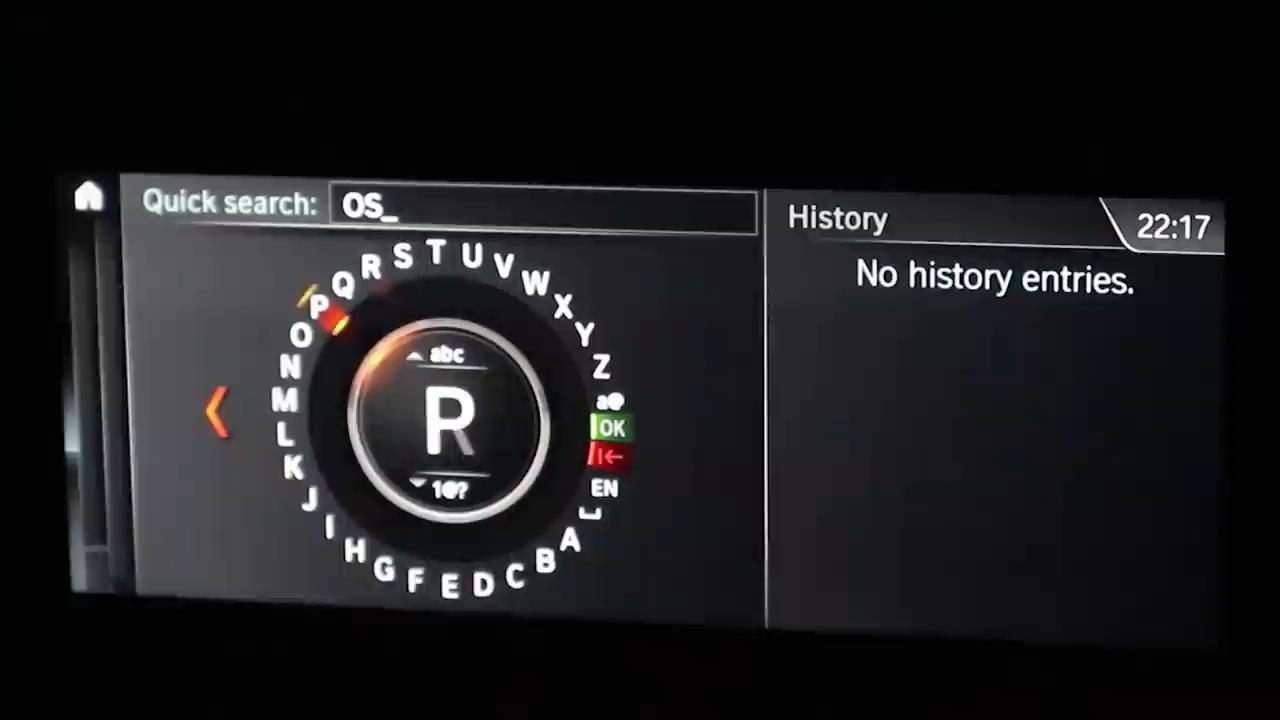 Quick search: OS_
History
22:17
No history entries.
A B C D E F G H I J K L M N O P Q R S T U V W X Y Z
a@
OK
EN
abc
1@?